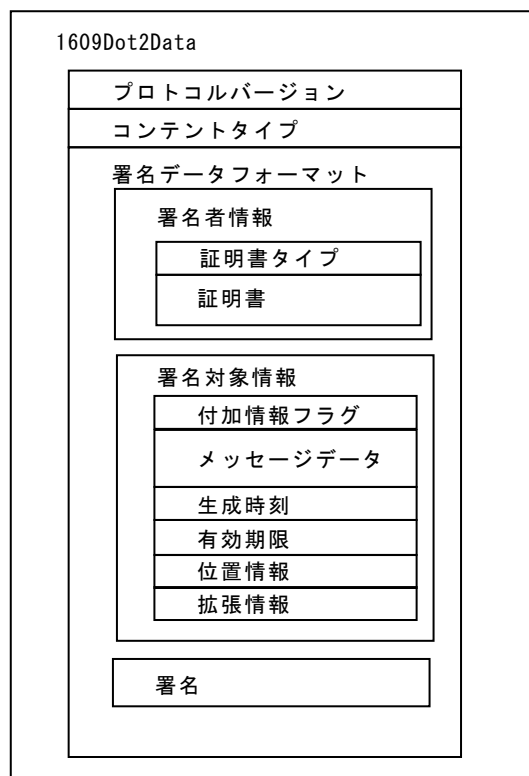 1609Dot2Data
プロトコルバージョン
コンテントタイプ
署名データフォーマット
署名者情報
証明書タイプ
証明書
署名対象情報
付加情報フラグ
メッセージデータ
生成時刻
有効期限
位置情報
拡張情報
署名